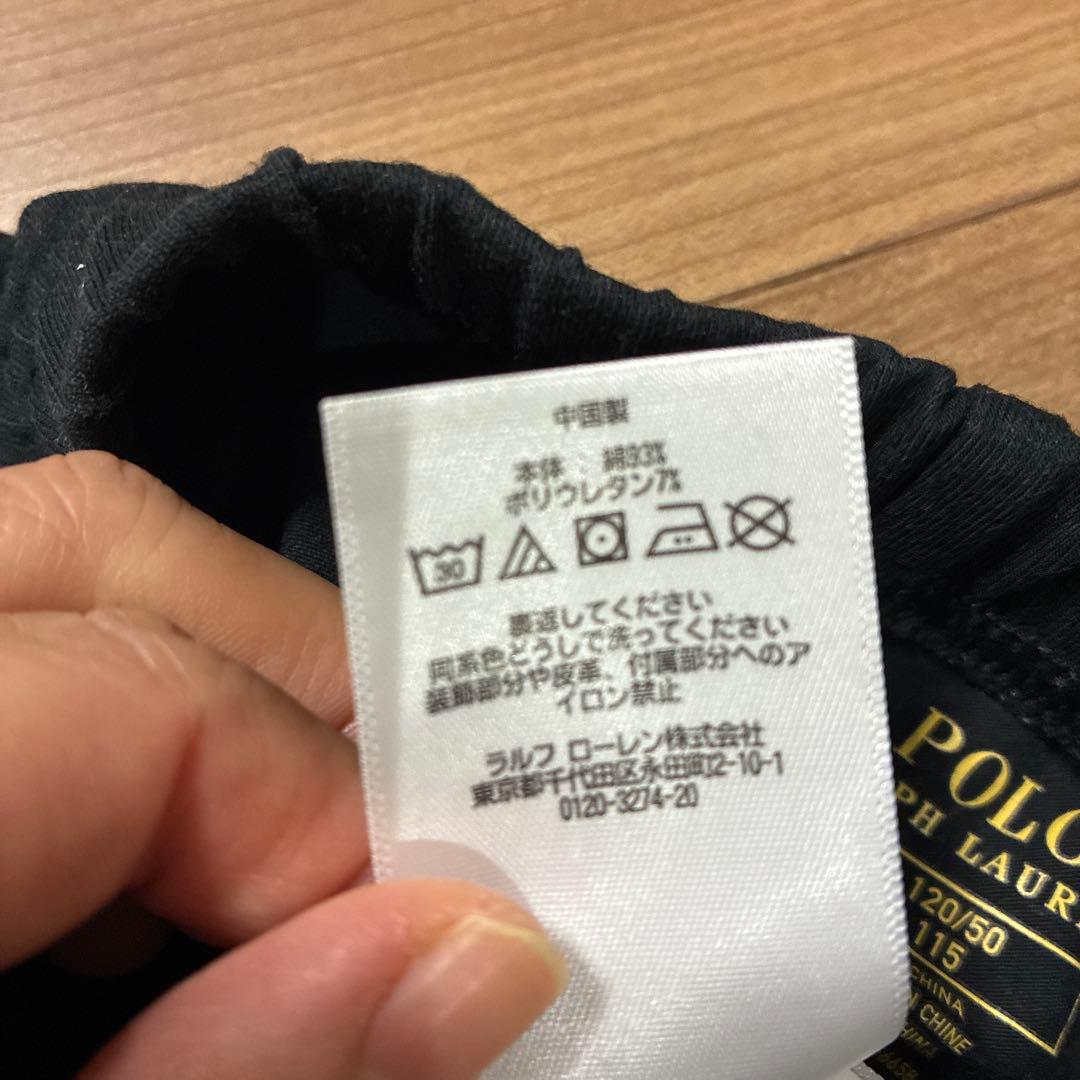 中国製
本体 : 綿93%
ポリウレタン7%
30
裏返してください
同系色どうしで洗ってください
装飾部分や皮革、付属部分へのア
イロン禁止
ラルフ ローレン株式会社
東京都千代田区永田町2-10-1
0120-3274-20
POLO
PH LAUR
120/50
115
CHINA
N CHINE